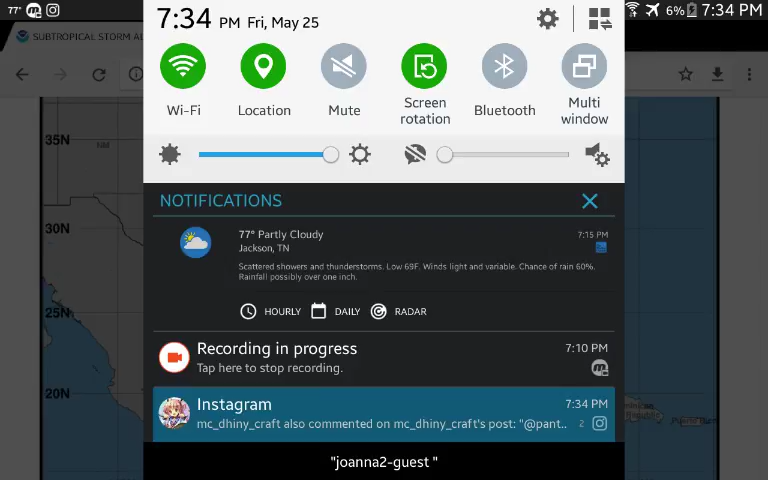 77°
6% 7:34 PM
SUBTROPICAL STORM AL
7:34 PM Fri, May 25
Wi-Fi
Location
Mute
Screen rotation
Bluetooth
Multi window
35N
30N
25N
20N
NOTIFICATIONS
77° Partly Cloudy
7:15 PM
Jackson, TN
Scattered showers and thunderstorms. Low 69F. Winds light and variable. Chance of rain 60%.
Rainfall possibly over one inch.
HOURLY DAILY RADAR
Recording in progress
7:10 PM
Tap here to stop recording.
Instagram
7:34 PM
mc_dhiny_craft also commented on mc_dhiny_craft's post: "@pant..
2
"joanna2-guest "